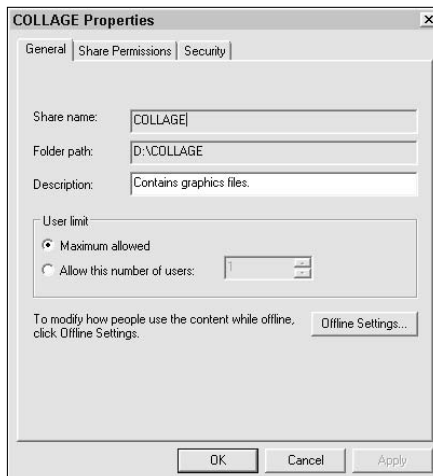 COLLAGE Properties
General Share Permissions Security
Share name: COLLAGE
Folder path: D:\COLLAGE
Description: Contains graphics files.
User limit
Maximum allowed
Allow this number of users: 1
To modify how people use the content while offline, Offline Settings...
click Offline Settings.
OK Cancel Apply